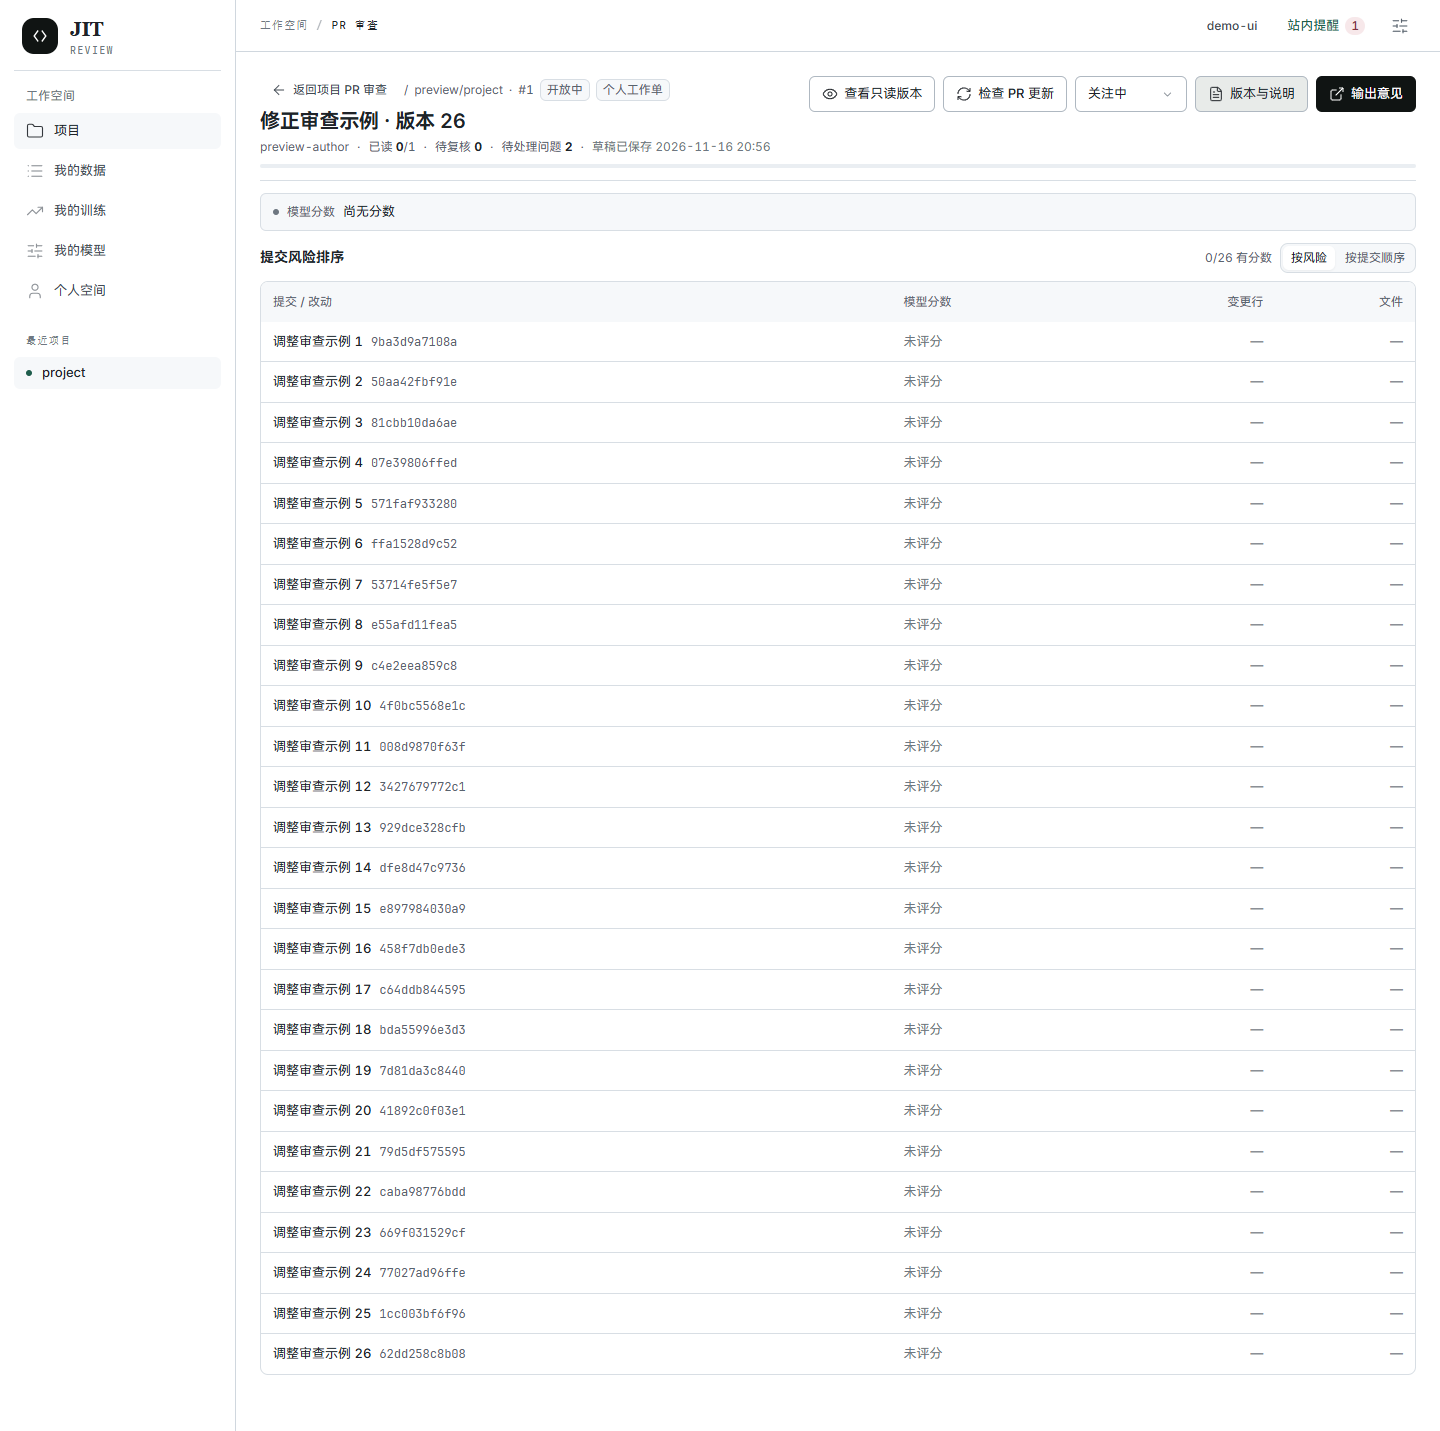 JIT
REVIEW
工作空间
项目
我的数据
我的训练
我的模型
个人空间
最近项目
project
工作空间 / PR 审查
demo-ui 站内提醒 1
返回项目 PR 审查 / preview/project · #1 开放中 个人工作单
修正审查示例 · 版本 26
preview-author · 已读 0/1 · 待复核 0 · 待处理问题 2 · 草稿已保存 2026-11-16 20:56
查看只读版本 检查 PR 更新 关注中 版本与说明 输出意见
模型分数 尚无分数
提交风险排序 0/26 有分数 按风险 按提交顺序
提交 / 改动 模型分数 变更行 文件
调整审查示例 1 9ba3d9a7108a 未评分 — —
调整审查示例 2 50aa42fbf91e 未评分 — —
调整审查示例 3 81cbb10da6ae 未评分 — —
调整审查示例 4 07e39806ffed 未评分 — —
调整审查示例 5 571faf933280 未评分 — —
调整审查示例 6 ffa1528d9c52 未评分 — —
调整审查示例 7 53714fe5f5e7 未评分 — —
调整审查示例 8 e55afd11fea5 未评分 — —
调整审查示例 9 c4e2eea859c8 未评分 — —
调整审查示例 10 4f0bc5568e1c 未评分 — —
调整审查示例 11 008d9870f63f 未评分 — —
调整审查示例 12 3427679772c1 未评分 — —
调整审查示例 13 929dce328cfb 未评分 — —
调整审查示例 14 dfe8d47c9736 未评分 — —
调整审查示例 15 e897984030a9 未评分 — —
调整审查示例 16 458f7db0ede3 未评分 — —
调整审查示例 17 c64ddb844595 未评分 — —
调整审查示例 18 bda55996e3d3 未评分 — —
调整审查示例 19 7d81da3c8440 未评分 — —
调整审查示例 20 41892c0f03e1 未评分 — —
调整审查示例 21 79d5df575595 未评分 — —
调整审查示例 22 caba98776bdd 未评分 — —
调整审查示例 23 669f031529cf 未评分 — —
调整审查示例 24 77027ad96ffe 未评分 — —
调整审查示例 25 1cc003bf6f96 未评分 — —
调整审查示例 26 62dd258c8b08 未评分 — —